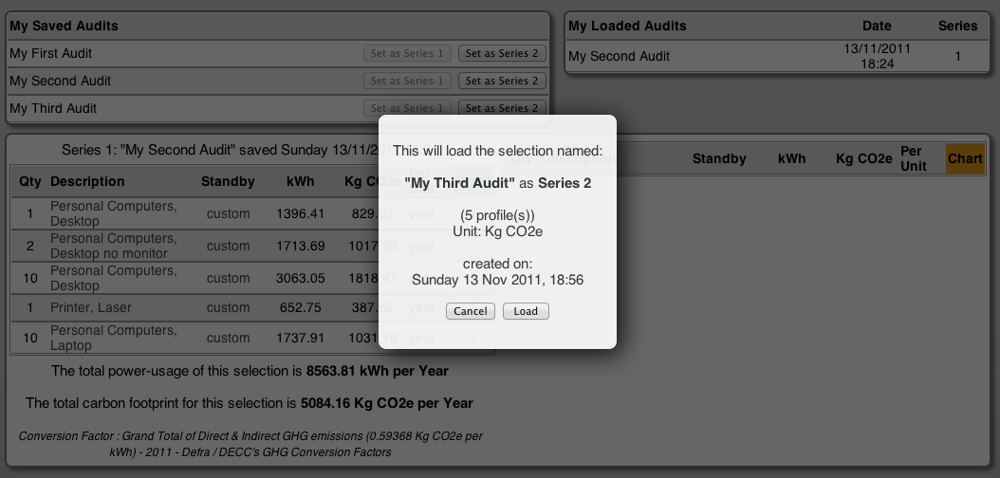 My Saved Audits
My First Audit Set as Series 1 Set as Series 2
My Second Audit Set as Series 1 Set as Series 2
My Third Audit Set as Series 1 Set as Series 2
My Loaded Audits Date Series
My Second Audit 13/11/2011 18:24 1
This will load the selection named:
"My Third Audit" as Series 2
(5 profile(s))
Unit: Kg CO2e
created on:
Sunday 13 Nov 2011, 18:56
Cancel Load
Series 1: "My Second Audit" saved Sunday 13/11/20
Qty Description Standby kWh Kg CO2e
1 Personal Computers, Desktop custom 1396.41 829.02 year
2 Personal Computers, Desktop no monitor custom 1713.69 1017.38 year 2
10 Personal Computers, Desktop custom 3063.05 1818.47 year
1 Printer, Laser custom 652.75 387.52 year
10 Personal Computers, Laptop custom 1737.91 1031.76 year 5
The total power-usage of this selection is 8563.81 kWh per Year
The total carbon footprint for this selection is 5084.16 Kg CO2e per Year
Conversion Factor : Grand Total of Direct & Indirect GHG emissions (0.59368 Kg CO2e per
kWh) - 2011 - Defra / DECC's GHG Conversion Factors
Qty Description Standby kWh Kg CO2e Per Unit Chart